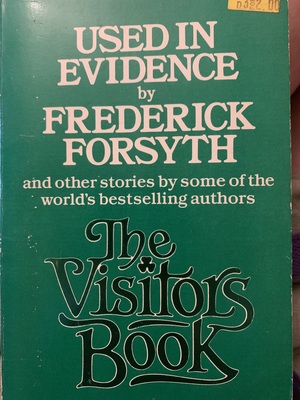 USED IN
EVIDENCE
by
FREDERICK
FORSYTH
and other stories by some of the
world's bestselling authors
The
Visitors
Book